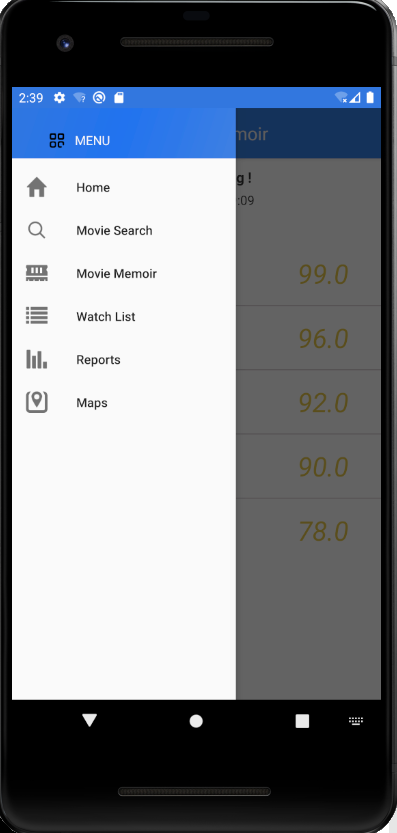 2:39
MENU
moir
Home
g !
:09
Movie Search
Movie Memoir
99.0
Watch List
96.0
Reports
Maps
92.0
90.0
78.0